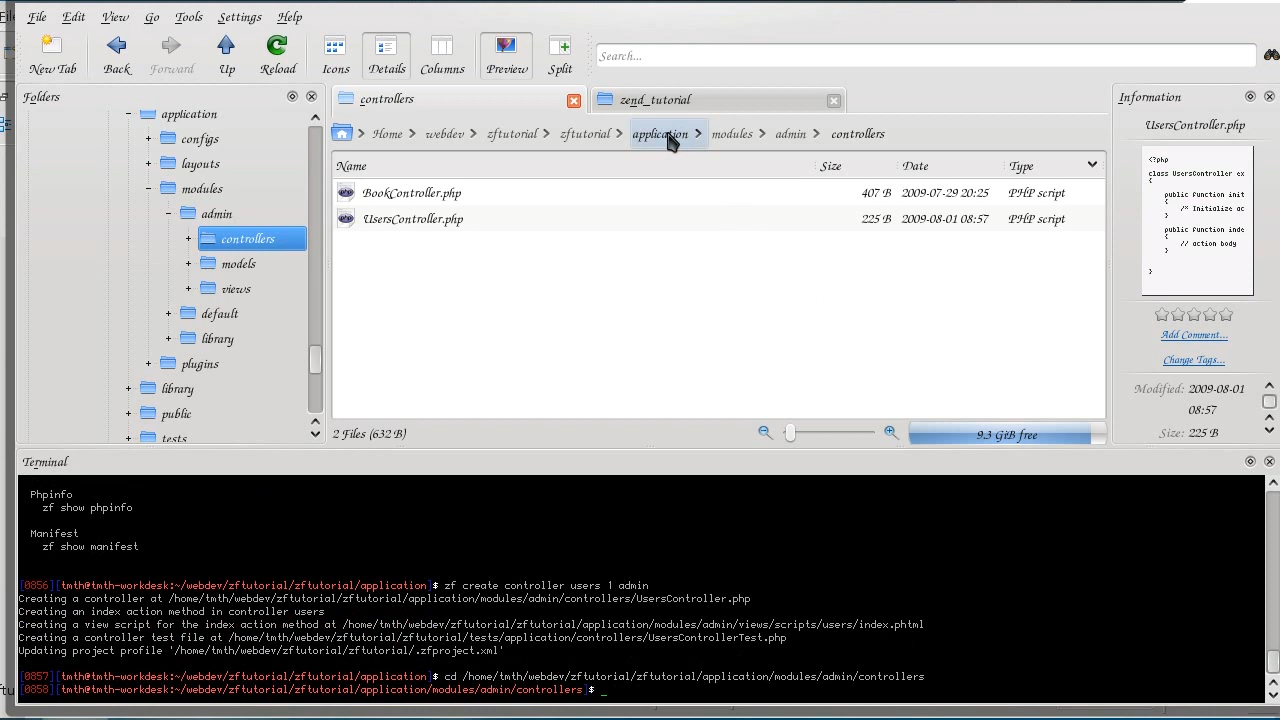 File Edit View Go Tools Settings Help
New Tab Back Forward Up Reload Icons Details Columns Preview Split Search...
Folders
application
configs
layouts
modules
admin
controllers
models
views
default
library
plugins
library
public
tests
controllers zend_tutorial
Home webdev zftutorial zftutorial application modules admin controllers
Name Size Date Type
BookController.php 407 B 2009-07-29 20:25 PHP script
UsersController.php 225 B 2009-08-01 08:57 PHP script
2 Files (632 B) 9.3 GiB free
Information
UsersController.php
<?php
class UsersController ex
{
public function init
{
/* Initialize ac
}
public function inde
{
// action body
}
}
Add Comment...
Change Tags...
Modified: 2009-08-01
08:57
Size: 225 B
Terminal
Phpinfo
zf show phpinfo
Manifest
zf show manifest
[0856][tmth@tmth-workdesk:~/webdev/zftutorial/zftutorial/application]$ zf create controller users 1 admin
Creating a controller at /home/tmth/webdev/zftutorial/zftutorial/application/modules/admin/controllers/UsersController.php
Creating an index action method in controller users
Creating a view script for the index action method at /home/tmth/webdev/zftutorial/zftutorial/application/modules/admin/views/scripts/users/index.phtml
Creating a controller test file at /home/tmth/webdev/zftutorial/zftutorial/tests/application/controllers/UsersControllerTest.php
Updating project profile '/home/tmth/webdev/zftutorial/zftutorial/.zfproject.xml'
[0857][tmth@tmth-workdesk:~/webdev/zftutorial/zftutorial/application]$ cd /home/tmth/webdev/zftutorial/zftutorial/application/modules/admin/controllers
[0858][tmth@tmth-workdesk:~/webdev/zftutorial/zftutorial/application/modules/admin/controllers]$ _